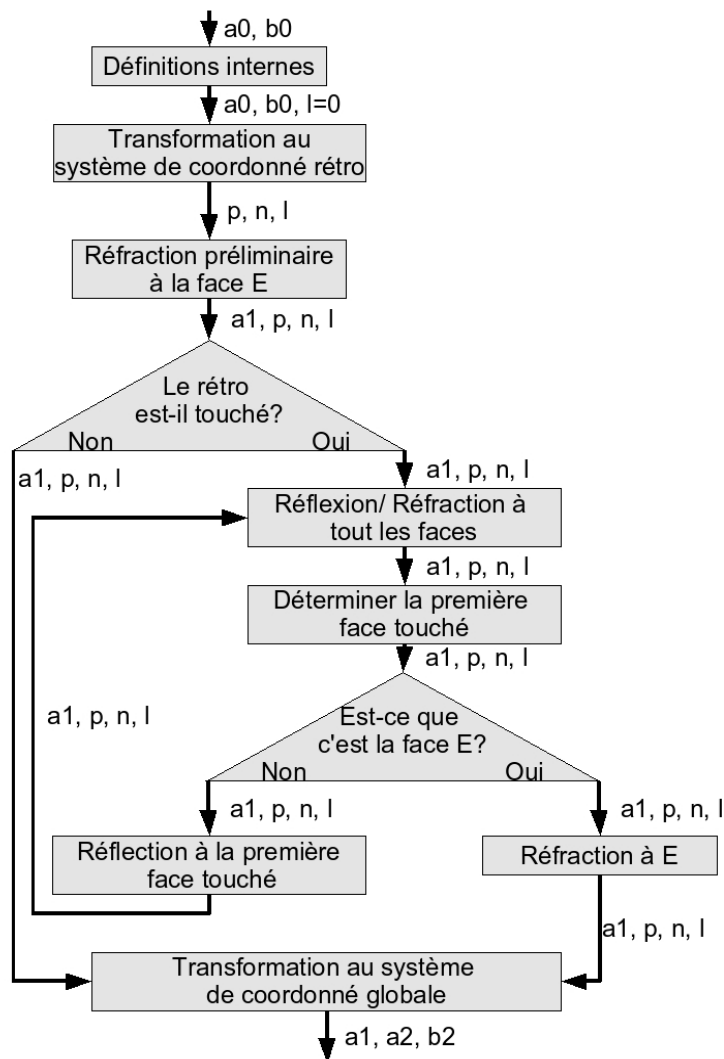 a0, b0
Définitions internes
a0, b0, l=0
Transformation au
système de coordonné rétro
p, n, l
Réfraction préliminaire
à la face E
a1, p, n, l
Le rétro
est-il touché?
Non
Oui
a1, p, n, l
a1, p, n, l
Réflexion/ Réfraction à
tout les faces
a1, p, n, l
Déterminer la première
face touché
a1, p, n, l
a1, p, n, l
Est-ce que
c'est la face E?
Non
Oui
a1, p, n, l
a1, p, n, l
Réflection à la première
face touché
Réfraction à E
a1, p, n, l
Transformation au système
de coordonné globale
a1, a2, b2